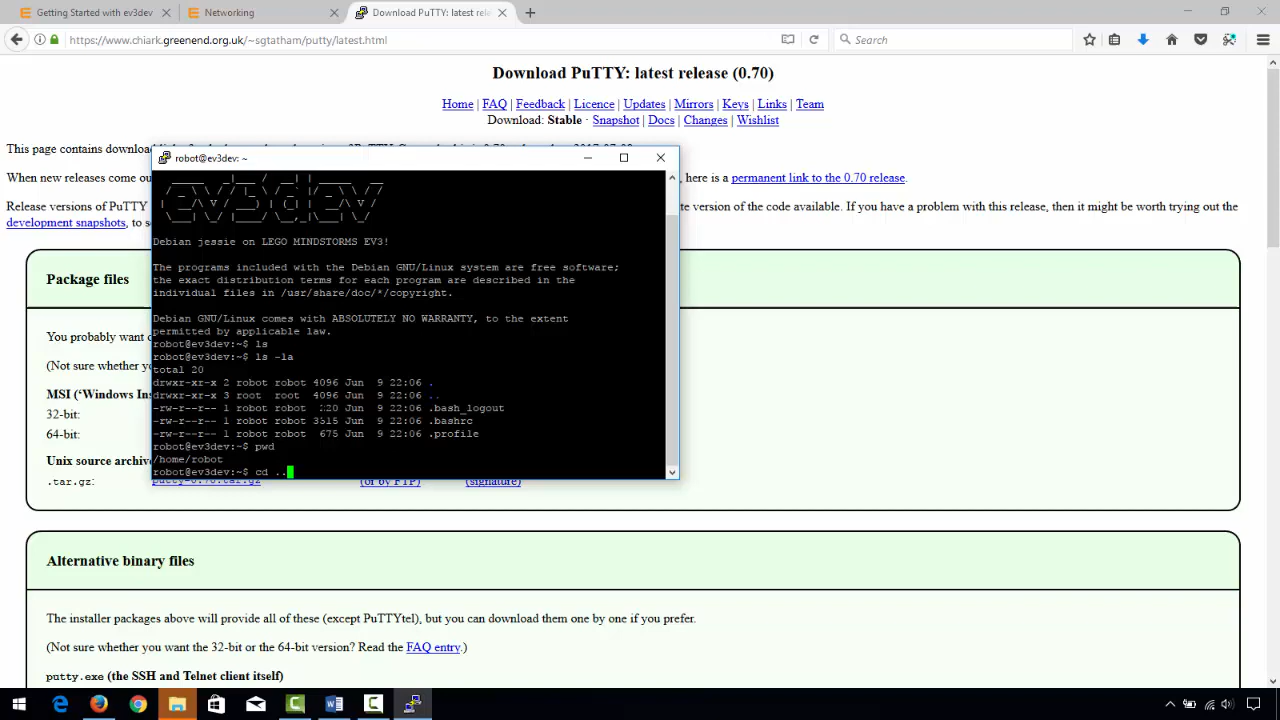 Getting Started with ev3dev
Networking
Download PuTTY: latest rele
https://www.chiark.greenend.org.uk/~sgtatham/putty/latest.html
Search
Download PuTTY: latest release (0.70)
Home | FAQ | Feedback | Licence | Updates | Mirrors | Keys | Links | Team
Download: Stable · Snapshot | Docs | Changes | Wishlist
This page contains download
When new releases come ou
here is a permanent link to the 0.70 release.
Release versions of PuTTY
te version of the code available. If you have a problem with this release, then it might be worth trying out the
development snapshots, to s
Package files
You probably want
(Not sure whether yo
MSI ('Windows Ins
32-bit:
64-bit:
Unix source archiv
.tar.gz:
putty-0.70.tar.gz
(or by FTP)
(signature)
robot@ev3dev: ~
Debian jessie on LEGO MINDSTORMS EV3!
The programs included with the Debian GNU/Linux system are free software;
the exact distribution terms for each program are described in the
individual files in /usr/share/doc/*/copyright.
Debian GNU/Linux comes with ABSOLUTELY NO WARRANTY, to the extent
permitted by applicable law.
robot@ev3dev:~$ ls
robot@ev3dev:~$ ls -la
total 20
drwxr-xr-x 2 robot robot 4096 Jun 9 22:06 .
drwxr-xr-x 3 root root 4096 Jun 9 22:06 ..
-rw-r--r-- 1 robot robot 220 Jun 9 22:06 .bash_logout
-rw-r--r-- 1 robot robot 3515 Jun 9 22:06 .bashrc
-rw-r--r-- 1 robot robot 675 Jun 9 22:06 .profile
robot@ev3dev:~$ pwd
/home/robot
robot@ev3dev:~$ cd ..
Alternative binary files
The installer packages above will provide all of these (except PuTTYtel), but you can download them one by one if you prefer.
(Not sure whether you want the 32-bit or the 64-bit version? Read the FAQ entry.)
putty.exe (the SSH and Telnet client itself)